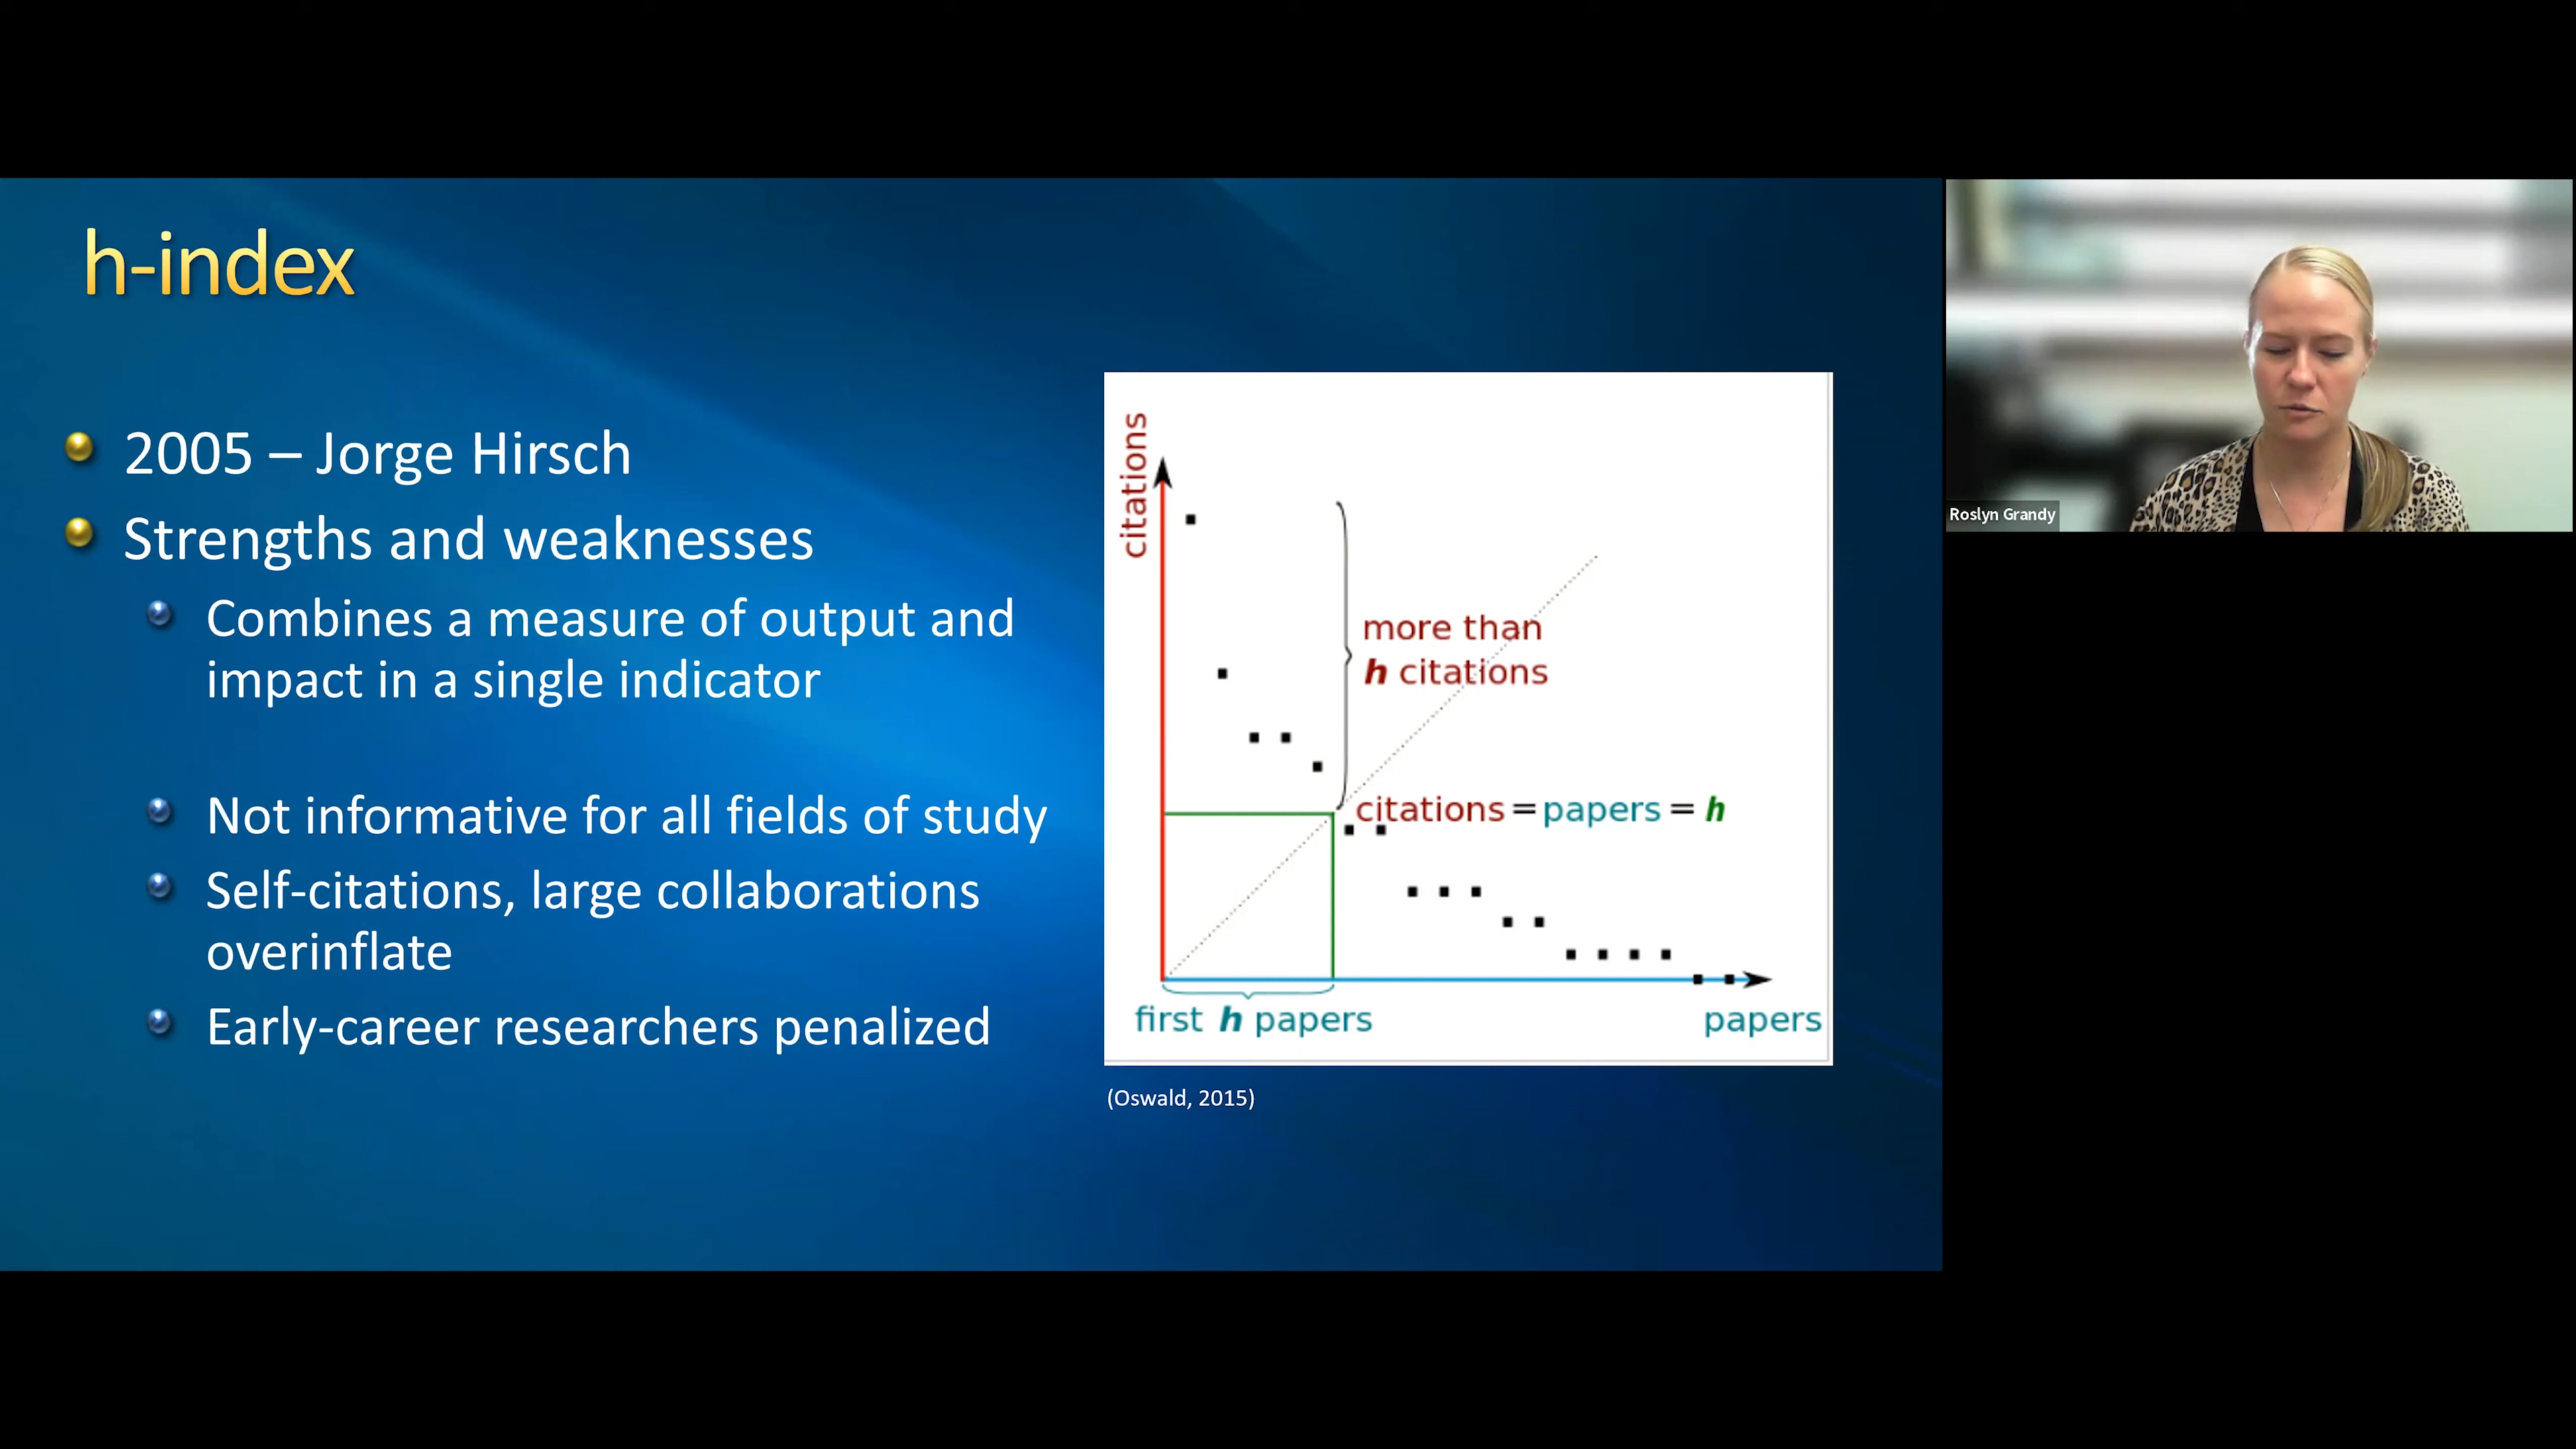 h-index
2005 – Jorge Hirsch
Strengths and weaknesses
Combines a measure of output and
impact in a single indicator
Not informative for all fields of study
Self-citations, large collaborations
overinflate
Early-career researchers penalized
citations
more than
h citations
citations = papers = h
first h papers
papers
(Oswald, 2015)
Roslyn Grandy